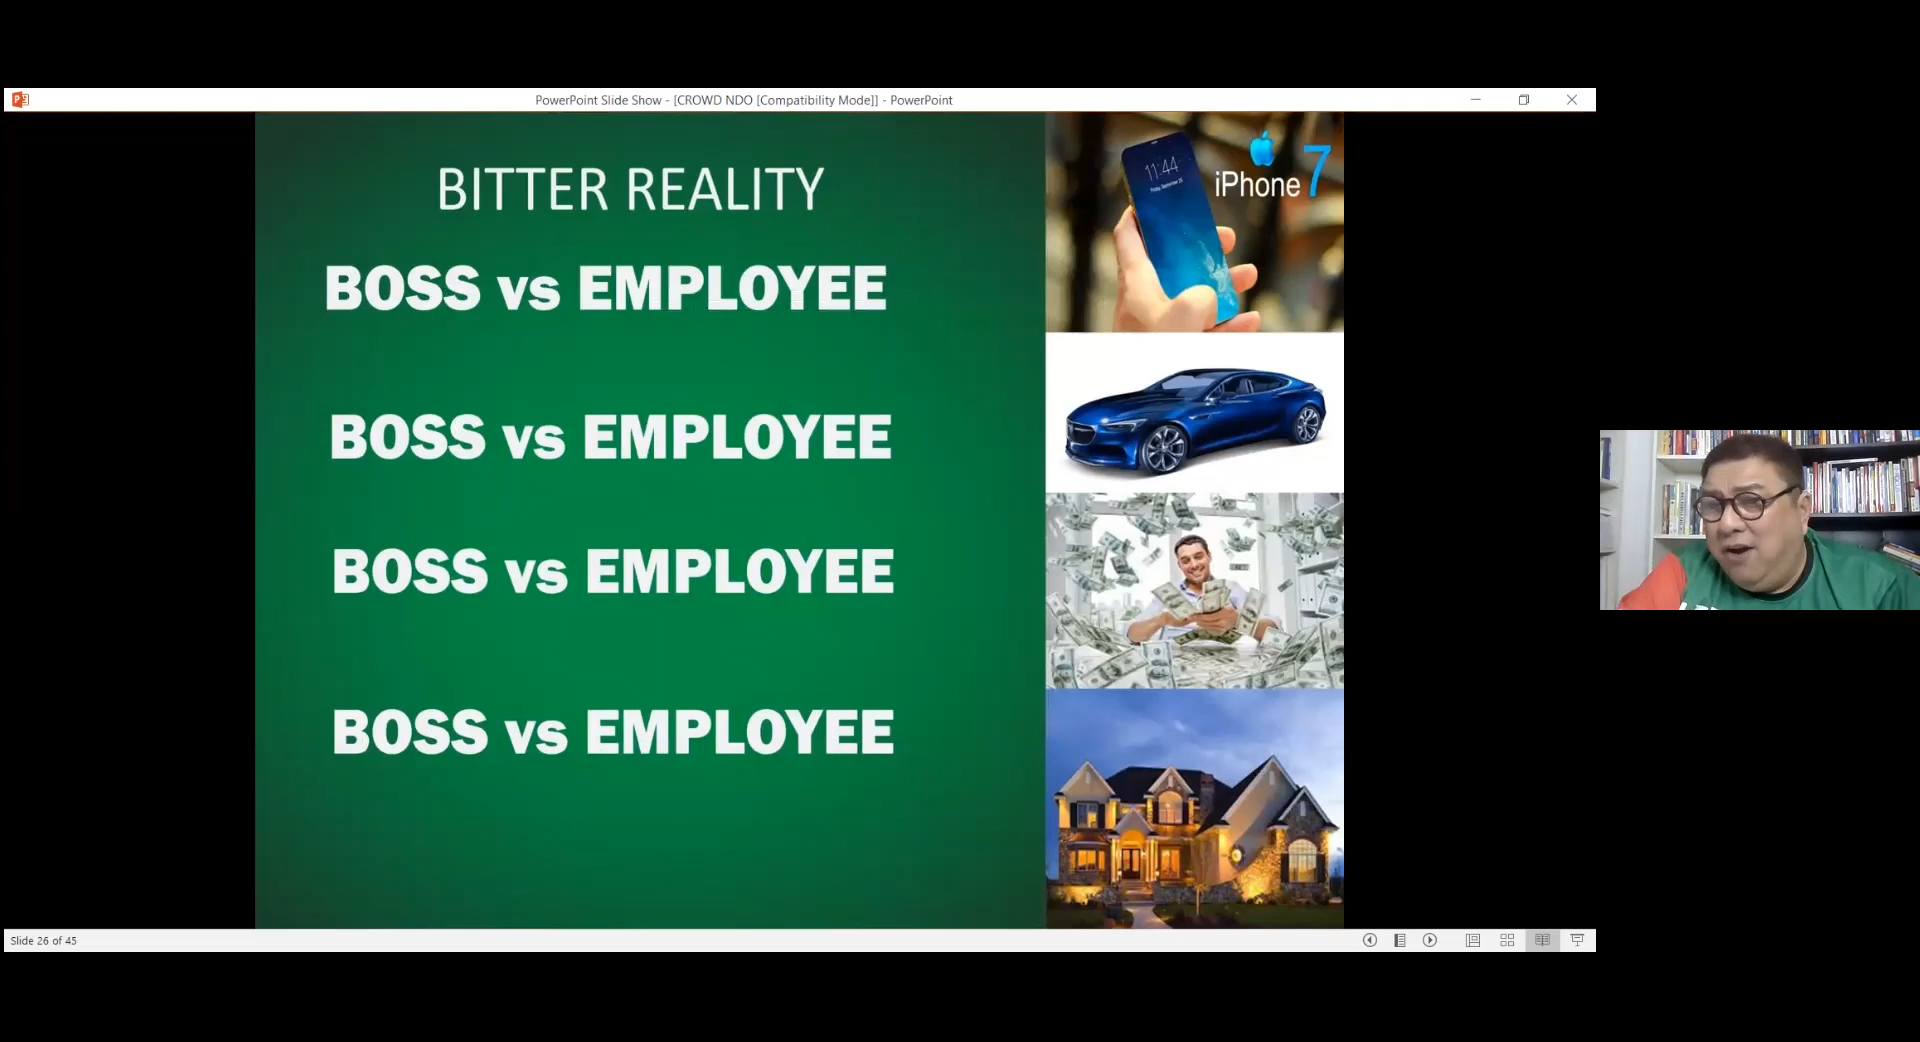 PowerPoint Slide Show - [CROWD NDO [Compatibility Mode]] - PowerPoint
BITTER REALITY
BOSS vs EMPLOYEE
BOSS vs EMPLOYEE
BOSS vs EMPLOYEE
BOSS vs EMPLOYEE
11:44
iPhone 7
Slide 26 of 45